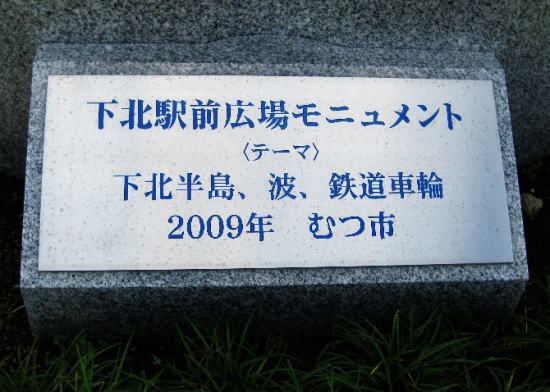 下北駅前広場モニュメント
〈テーマ〉
下北半島、波、鉄道車輪
2009年　むつ市